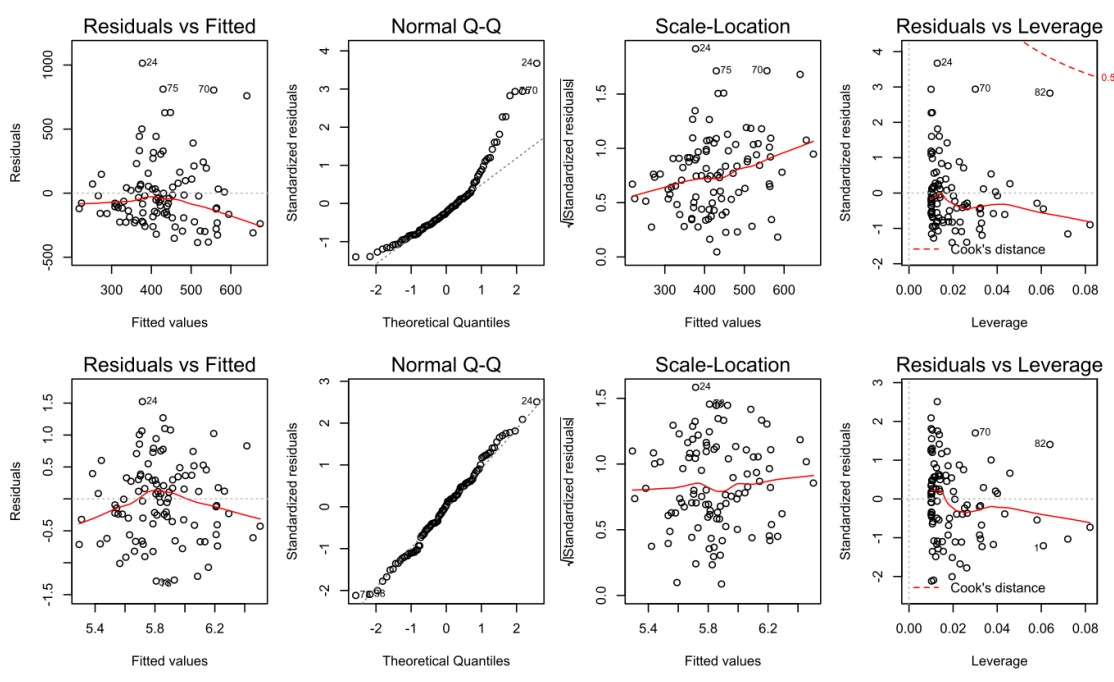 Residuals vs Fitted
Residuals
1000
500
0
-500
24
75
70
300 400 500 600
Fitted values
Normal Q-Q
Standardized residuals
4
3
2
1
0
-1
24
-2 -1 0 1 2
Theoretical Quantiles
Scale-Location
√|Standardized residuals|
1.5
1.0
0.5
0.0
24
75
70
300 400 500 600
Fitted values
Residuals vs Leverage
Standardized residuals
4
3
2
1
0
-1
-2
24
70
82
0.5
Cook's distance
0.00 0.02 0.04 0.06 0.08
Leverage
Residuals vs Fitted
Residuals
1.5
0.5
-0.5
-1.5
24
5.4 5.8 6.2
Fitted values
Normal Q-Q
Standardized residuals
3
2
1
0
-1
-2
24
-2 -1 0 1 2
Theoretical Quantiles
Scale-Location
√|Standardized residuals|
1.5
1.0
0.5
0.0
24
5.4 5.8 6.2
Fitted values
Residuals vs Leverage
Standardized residuals
3
2
1
0
-1
-2
70
82
1
Cook's distance
0.00 0.02 0.04 0.06 0.08
Leverage